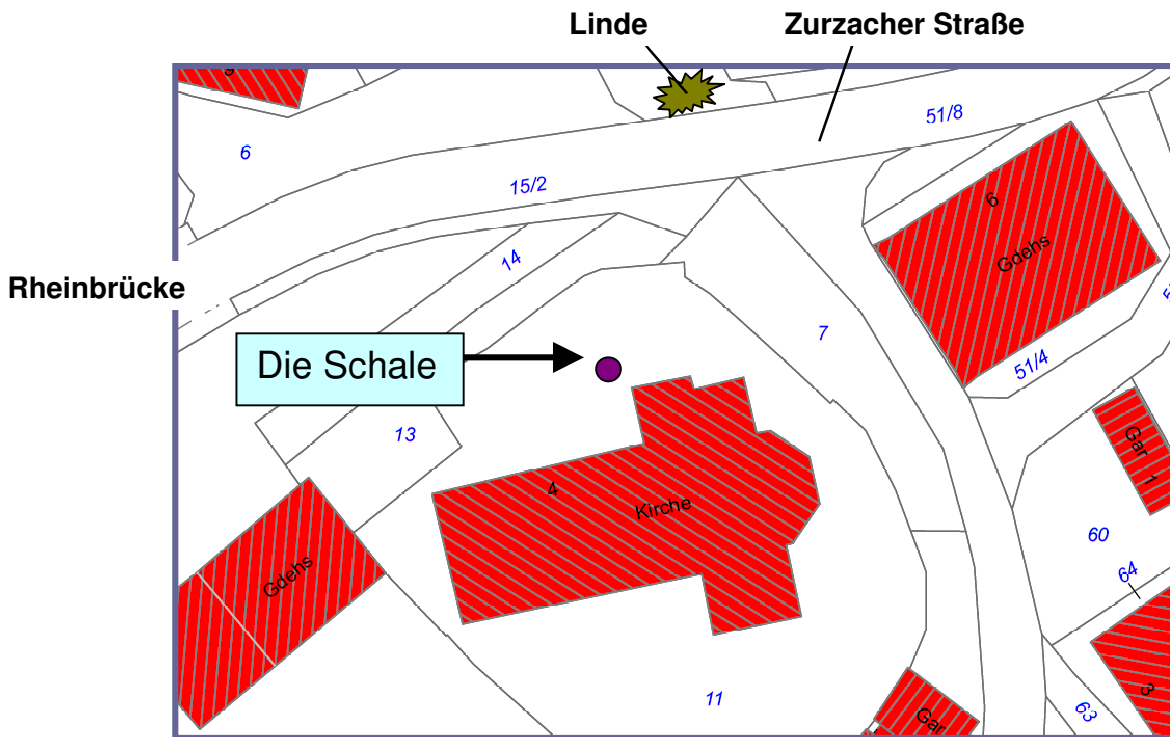 Linde
Zurzacher Straße
9
51/8
6
15/2
6
14
Gdehs
Rheinbrücke
7
Die Schale
51/4
13
Gar 1
4
Kirche
60
Gdehs
64
3
11
63
Gar